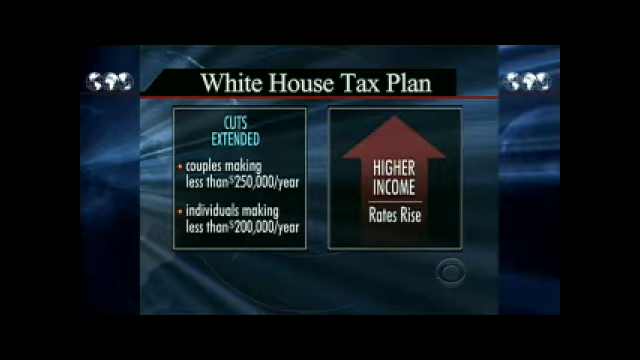 White House Tax Plan
CUTS
EXTENDED
• couples making
less than $250,000/year
• individuals making
less than $200,000/year
HIGHER
INCOME
Rates Rise